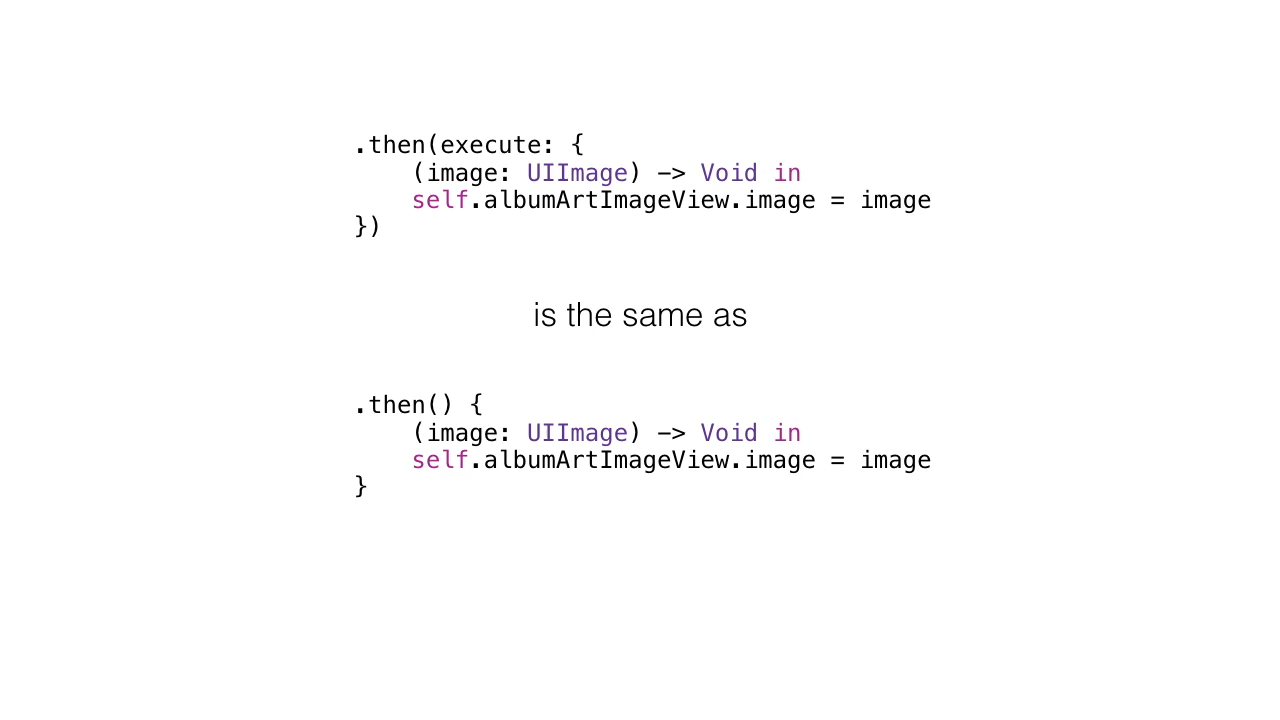 .then(execute: {
    (image: UIImage) -> Void in
    self.albumArtImageView.image = image
})
is the same as
.then() {
    (image: UIImage) -> Void in
    self.albumArtImageView.image = image
}